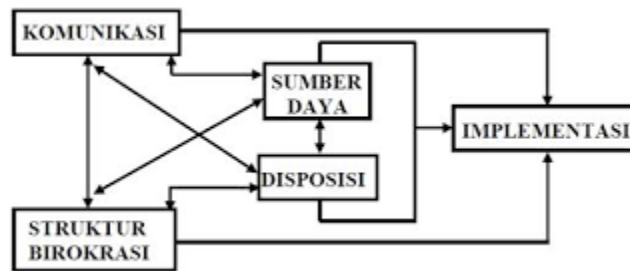 KOMUNIKASI
SUMBER
DAYA
IMPLEMENTASI
DISPOSISI
STRUKTUR
BIROKRASI